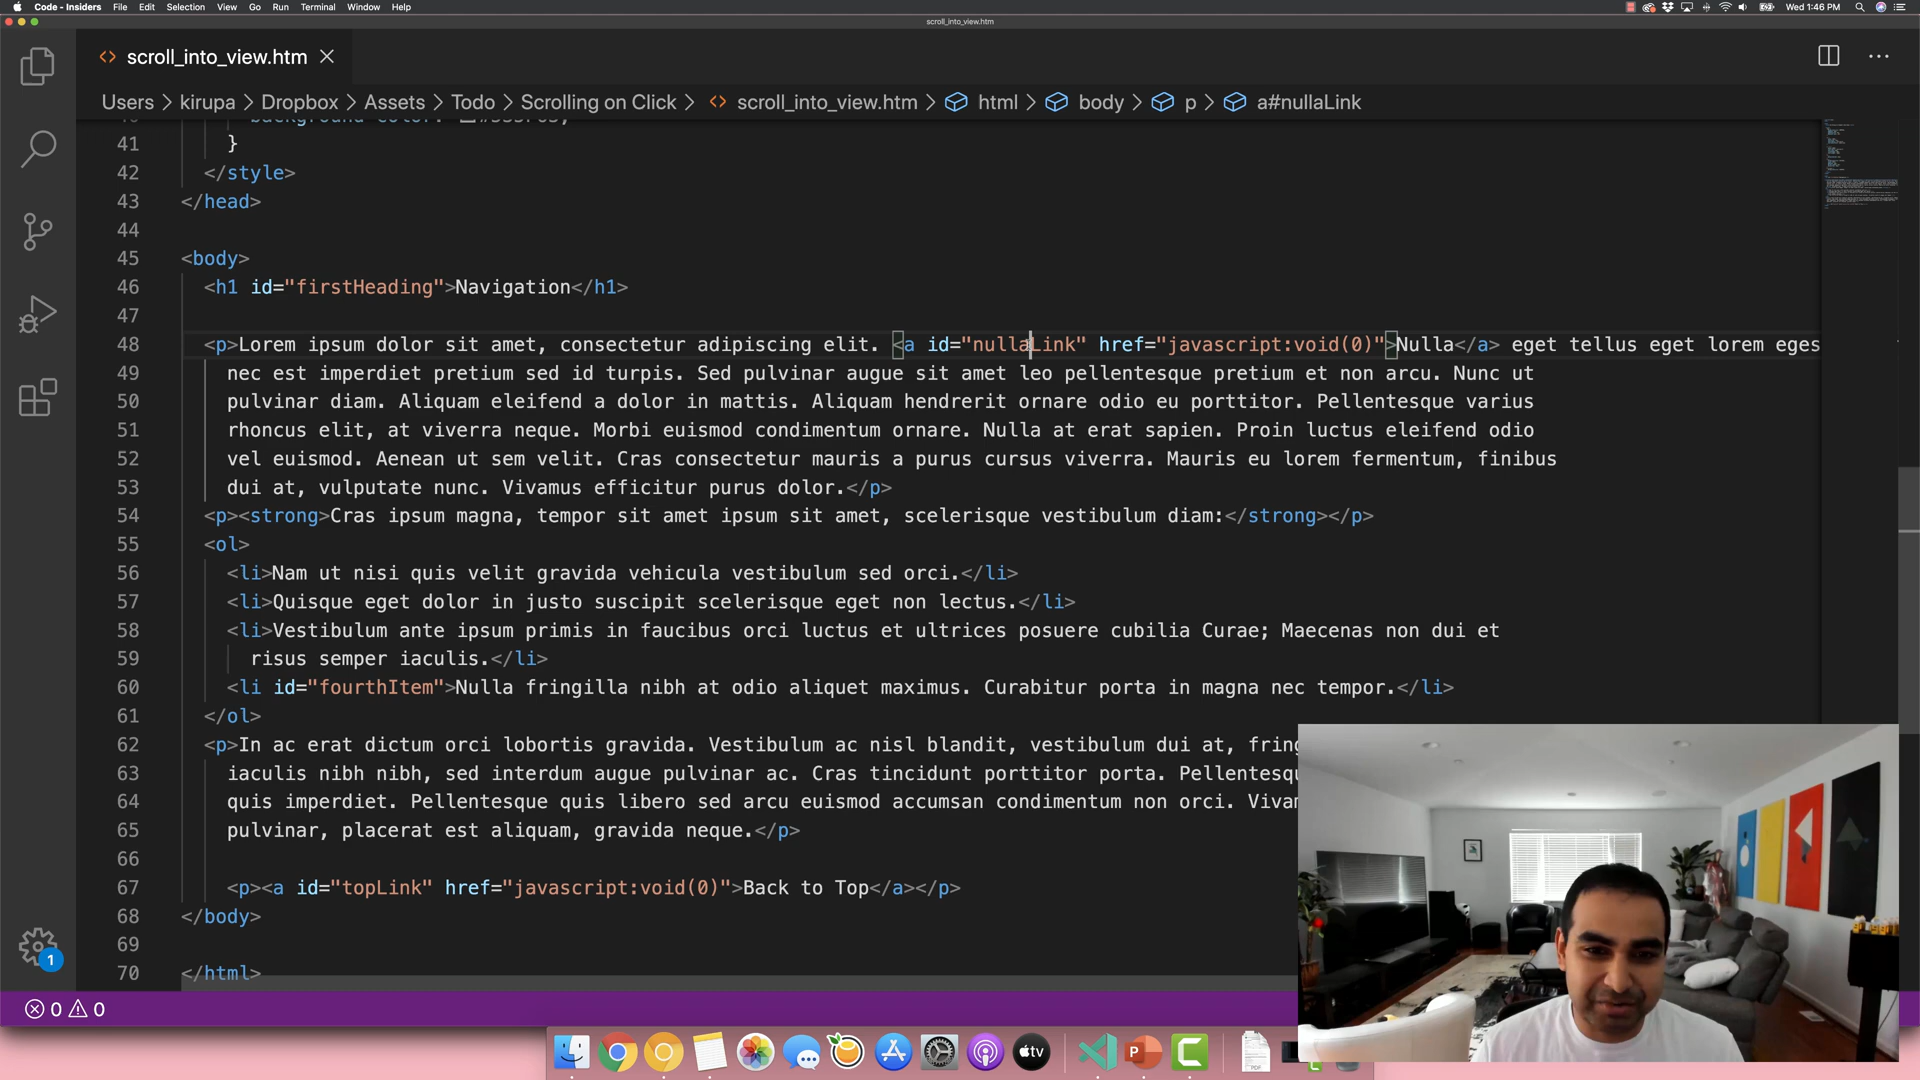 Code - Insiders File Edit Selection View Go Run Terminal Window Help Wed 1:46 PM
scroll_into_view.htm
scroll_into_view.htm
Users > kirupa > Dropbox > Assets > Todo > Scrolling on Click > scroll_into_view.htm > html > body > p > a#nullaLink
41 }
42 </style>
43 </head>
44
45 <body>
46 <h1 id="firstHeading">Navigation</h1>
47
48 <p>Lorem ipsum dolor sit amet, consectetur adipiscing elit. <a id="nullaLink" href="javascript:void(0)">Nulla</a> eget tellus eget lorem eges
49 nec est imperdiet pretium sed id turpis. Sed pulvinar augue sit amet leo pellentesque pretium et non arcu. Nunc ut
50 pulvinar diam. Aliquam eleifend a dolor in mattis. Aliquam hendrerit ornare odio eu porttitor. Pellentesque varius
51 rhoncus elit, at viverra neque. Morbi euismod condimentum ornare. Nulla at erat sapien. Proin luctus eleifend odio
52 vel euismod. Aenean ut sem velit. Cras consectetur mauris a purus cursus viverra. Mauris eu lorem fermentum, finibus
53 dui at, vulputate nunc. Vivamus efficitur purus dolor.</p>
54 <p><strong>Cras ipsum magna, tempor sit amet ipsum sit amet, scelerisque vestibulum diam:</strong></p>
55 <ol>
56 <li>Nam ut nisi quis velit gravida vehicula vestibulum sed orci.</li>
57 <li>Quisque eget dolor in justo suscipit scelerisque eget non lectus.</li>
58 <li>Vestibulum ante ipsum primis in faucibus orci luctus et ultrices posuere cubilia Curae; Maecenas non dui et
59 risus semper iaculis.</li>
60 <li id="fourthItem">Nulla fringilla nibh at odio aliquet maximus. Curabitur porta in magna nec tempor.</li>
61 </ol>
62 <p>In ac erat dictum orci lobortis gravida. Vestibulum ac nisl blandit, vestibulum dui at, fring
63 iaculis nibh nibh, sed interdum augue pulvinar ac. Cras tincidunt porttitor porta. Pellentesqu
64 quis imperdiet. Pellentesque quis libero sed arcu euismod accumsan condimentum non orci. Vivam
65 pulvinar, placerat est aliquam, gravida neque.</p>
66
67 <p><a id="topLink" href="javascript:void(0)">Back to Top</a></p>
68 </body>
69
70 </html>
1
0 0
tv
P
PDF